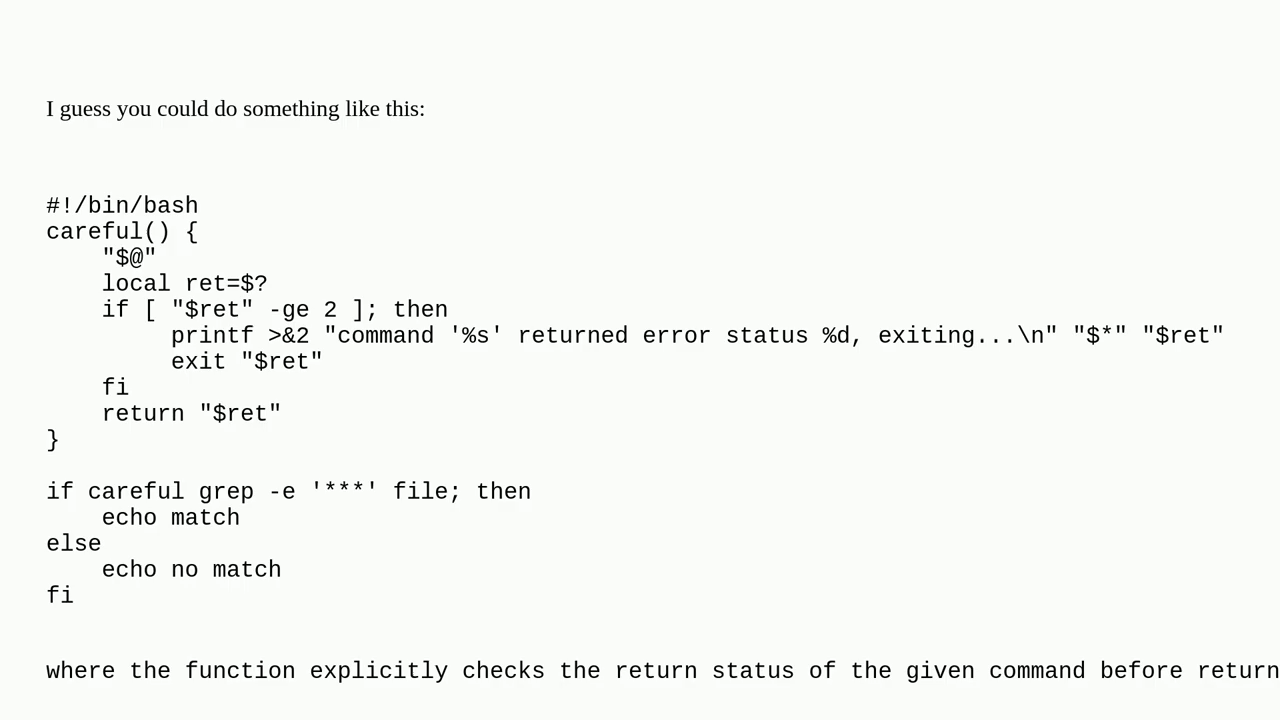 I guess you could do something like this:
#!/bin/bash
careful() {
    "$@"
    local ret=$?
    if [ "$ret" -ge 2 ]; then
         printf >&2 "command '%s' returned error status %d, exiting...\n" "$*" "$ret"
         exit "$ret"
    fi
    return "$ret"
}
if careful grep -e '***' file; then
    echo match
else
    echo no match
fi
where the function explicitly checks the return status of the given command before return